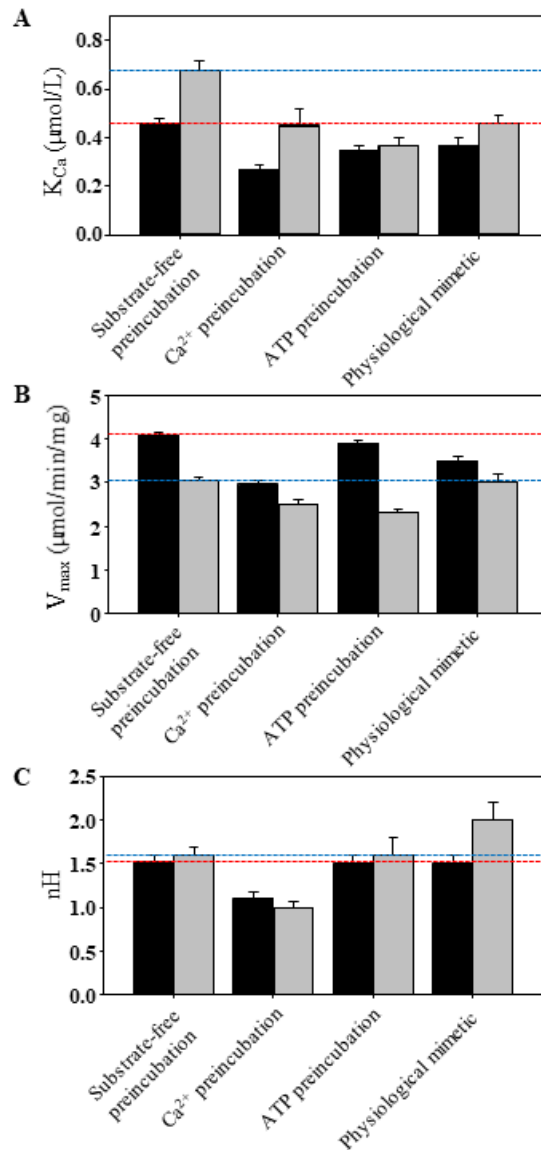 A
0.8
0.6
0.4
0.2
0.0
K_Ca (μmol/L)
Substrate-free
preincubation
Ca²⁺ preincubation
ATP preincubation
Physiological mimetic
B
5
4
3
2
1
0
V_max (μmol/min/mg)
Substrate-free
preincubation
Ca²⁺ preincubation
ATP preincubation
Physiological mimetic
C
2.5
2.0
1.5
1.0
0.5
0.0
nH
Substrate-free
preincubation
Ca²⁺ preincubation
ATP preincubation
Physiological mimetic